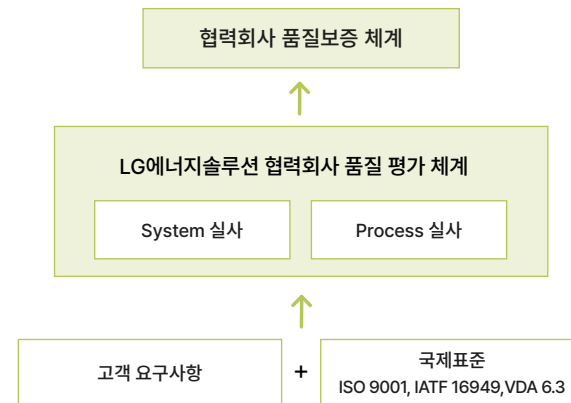 협력회사 품질보증 체계
LG에너지솔루션 협력회사 품질 평가 체계
System 실사
Process 실사
고객 요구사항
+
국제표준
ISO 9001, IATF 16949,VDA 6.3